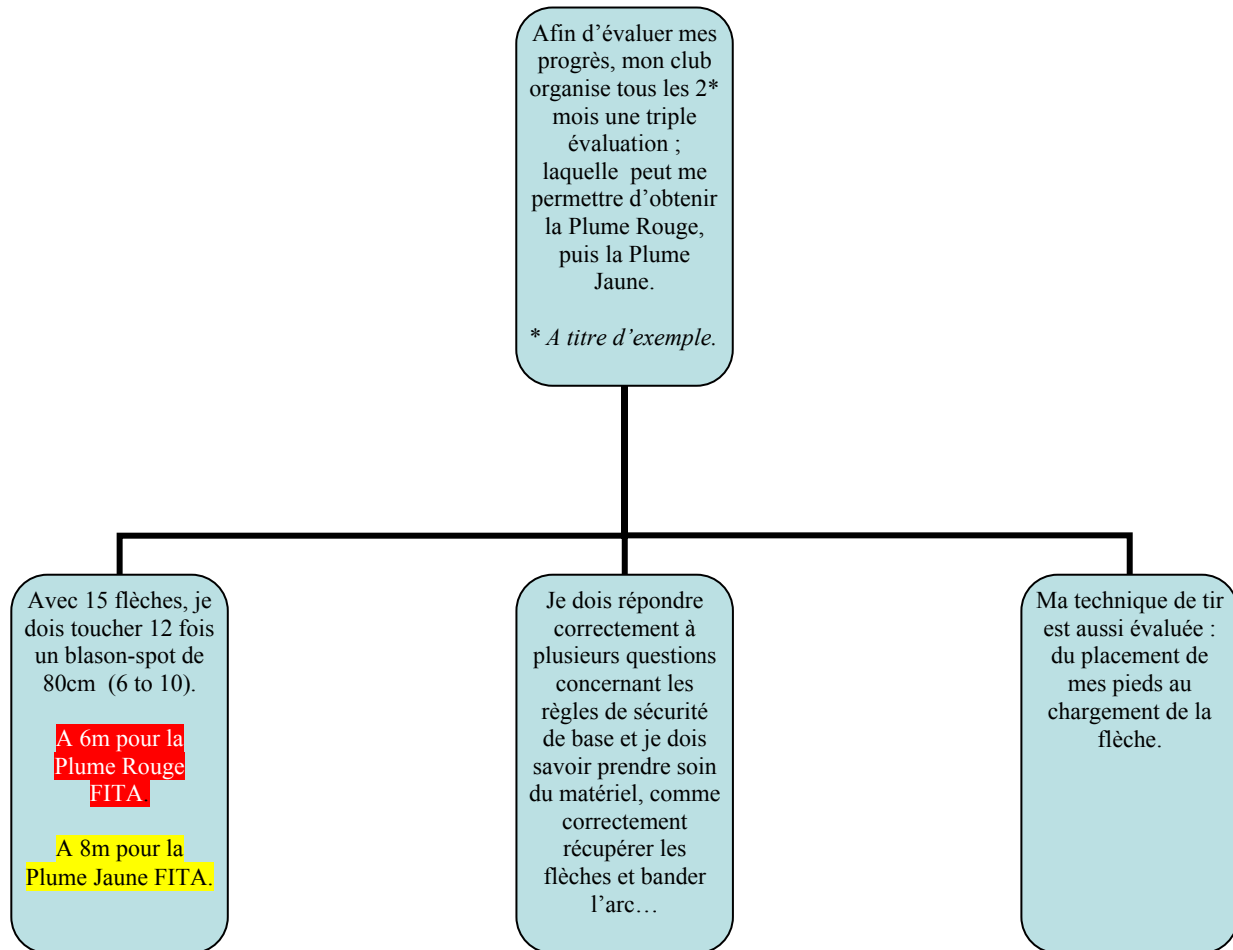 Afin d’évaluer mes
progrès, mon club
organise tous les 2*
mois une triple
évaluation ;
laquelle  peut me
permettre d’obtenir
la Plume Rouge,
puis la Plume
Jaune.
* A titre d’exemple.
Avec 15 flèches, je
dois toucher 12 fois
un blason-spot de
80cm  (6 to 10).
A 6m pour la
Plume Rouge
FITA.
A 8m pour la
Plume Jaune FITA.
Je dois répondre
correctement à
plusieurs questions
concernant les
règles de sécurité
de base et je dois
savoir prendre soin
du matériel, comme
correctement
récupérer les
flèches et bander
l’arc…
Ma technique de tir
est aussi évaluée :
du placement de
mes pieds au
chargement de la
flèche.